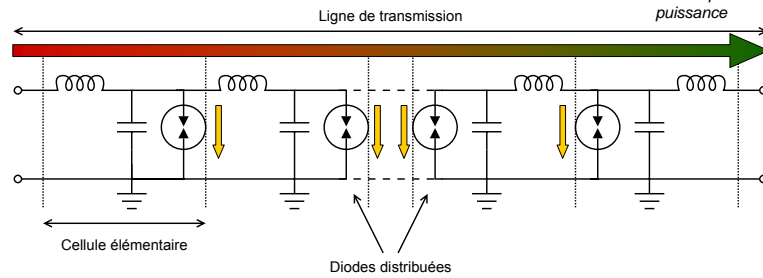 puissance
Ligne de transmission
Cellule élémentaire
Diodes distribuées